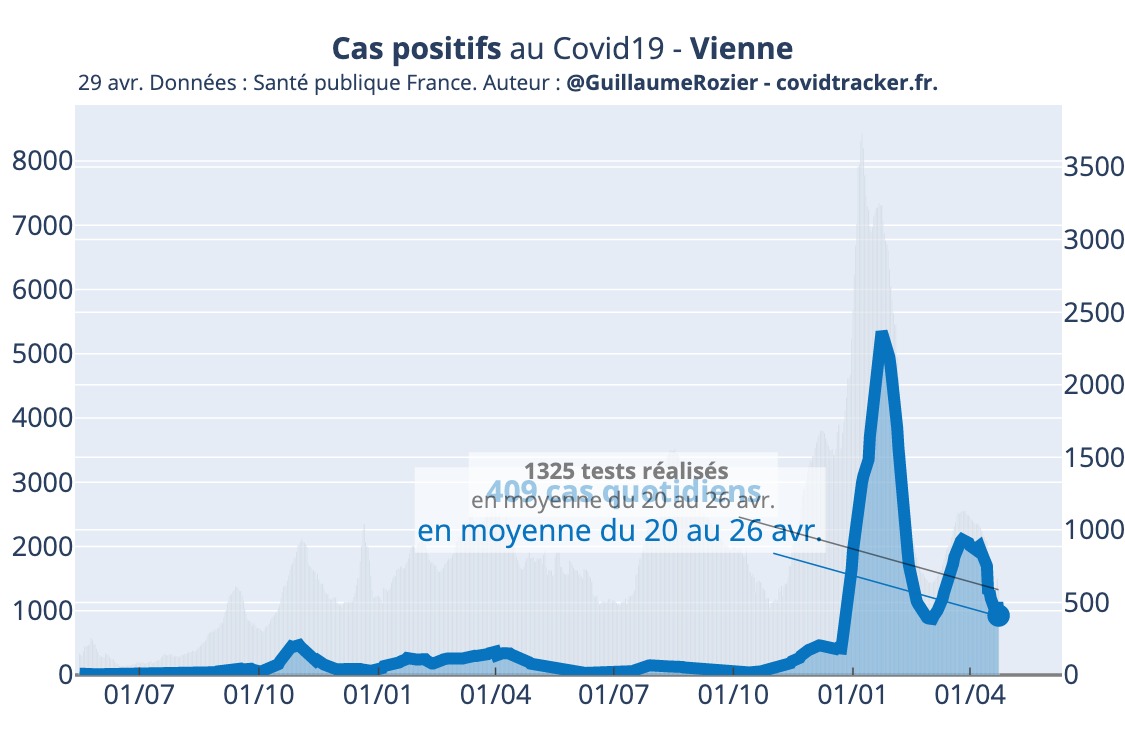 Cas positifs au Covid19 - Vienne
29 avr. Données : Santé publique France. Auteur : @GuillaumeRozier - covidtracker.fr.
8000
7000
6000
5000
4000
3000
2000
1000
0
3500
3000
2500
2000
1500
1000
500
0
1325 tests réalisés
409 cas quotidiens
en moyenne du 20 au 26 avr.
en moyenne du 20 au 26 avr.
01/07 01/10 01/01 01/04 01/07 01/10 01/01 01/04